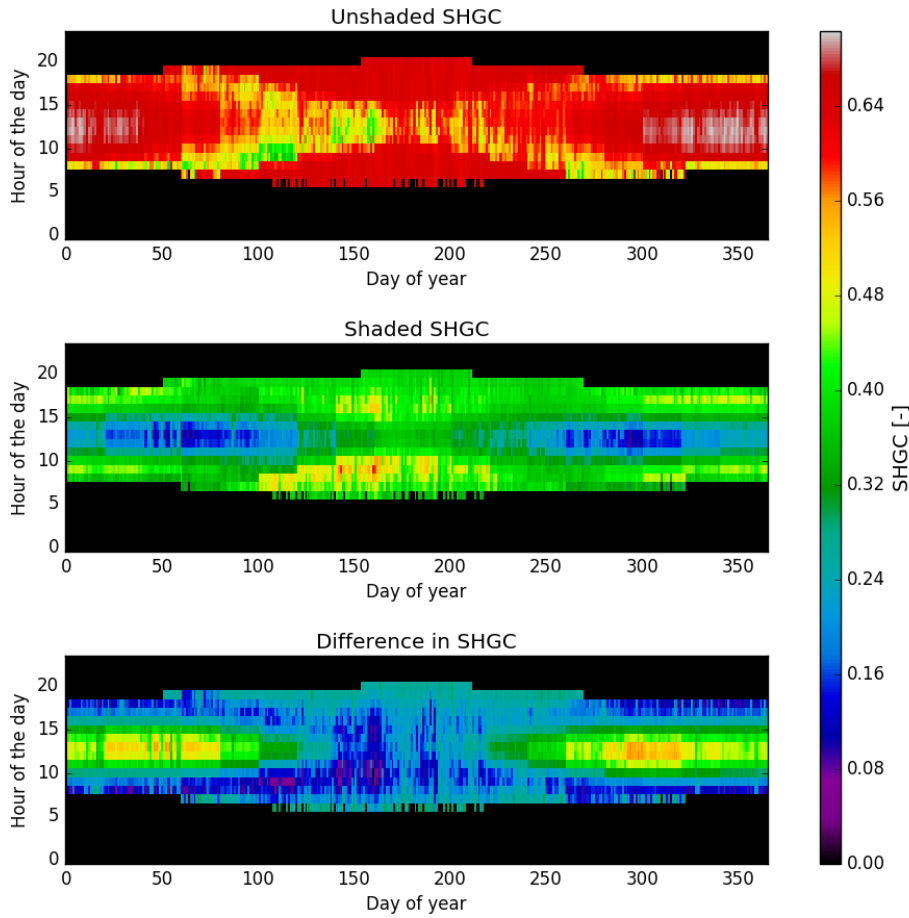 Unshaded SHGC
20
15
10
5
0
Hour of the day
0 50 100 150 200 250 300 350
Day of year
Shaded SHGC
20
15
10
5
0
Hour of the day
0 50 100 150 200 250 300 350
Day of year
Difference in SHGC
20
15
10
5
0
Hour of the day
0 50 100 150 200 250 300 350
Day of year
0.64
0.56
0.48
0.40
0.32
0.24
0.16
0.08
0.00
SHGC [-]